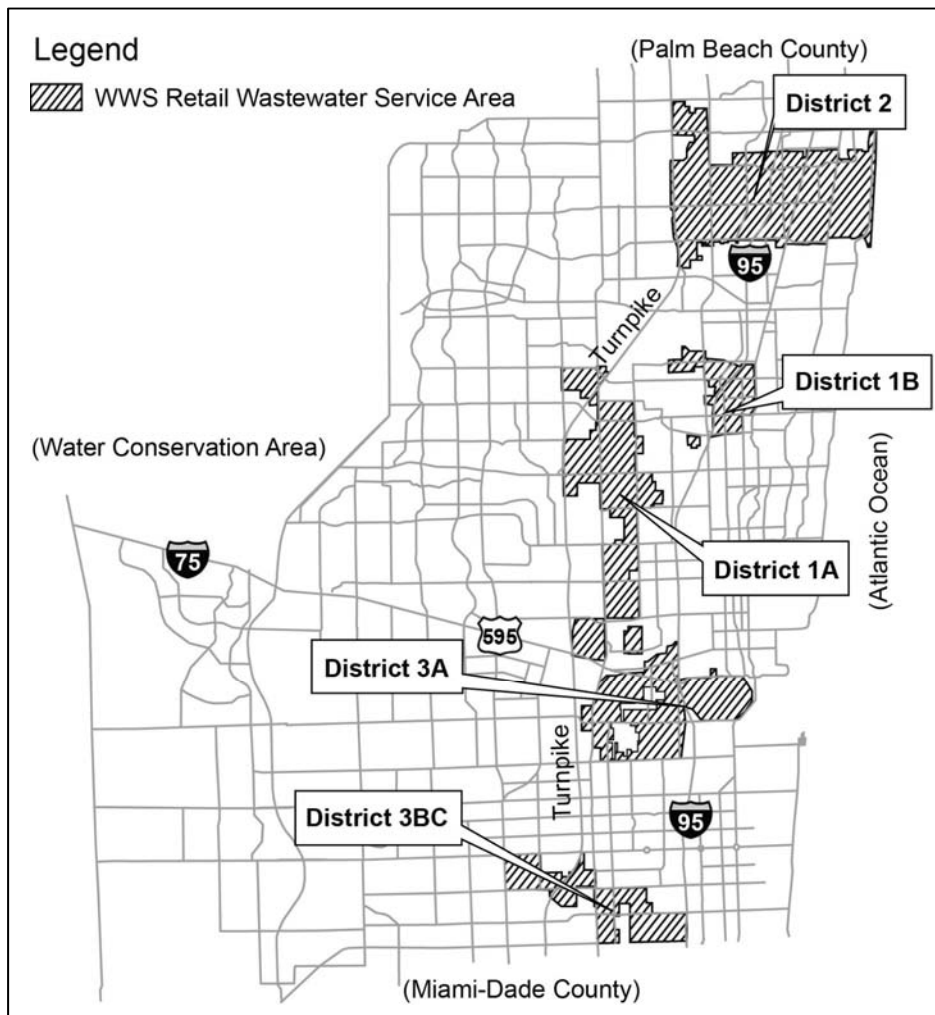 Legend
(Palm Beach County)
WWS Retail Wastewater Service Area
District 2
95
Turnpike
District 1B
(Water Conservation Area)
(Atlantic Ocean)
75
District 1A
595
District 3A
Turnpike
District 3BC
95
(Miami-Dade County)